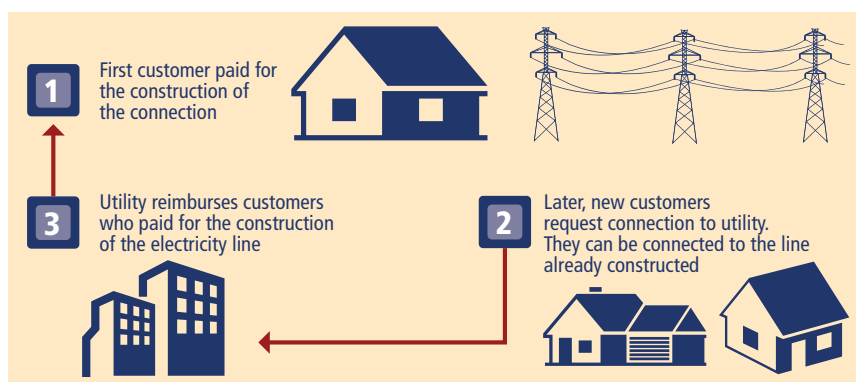 1
First customer paid for
the construction of
the connection
2
Later, new customers
request connection to utility.
They can be connected to the line
already constructed
3
Utility reimburses customers
who paid for the construction
of the electricity line